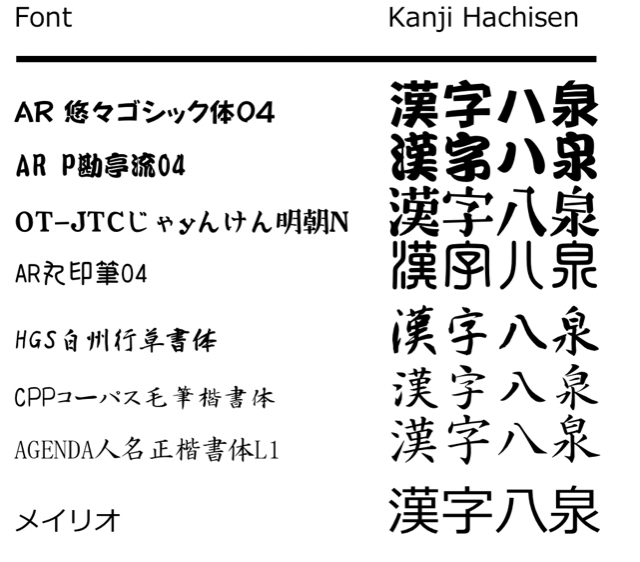 Font Kanji Hachisen
AR 悠々ゴシック体04 漢字八泉
AR P勘亭流04 漢字八泉
OT-JTCじゃyんけん明朝N 漢字八泉
AR祥印筆04 漢字八泉
HGS白州行草書体 漢字八泉
CPPコーパス毛筆楷書体 漢字八泉
AGENDA人名正楷書体L1 漢字八泉
メイリオ 漢字八泉